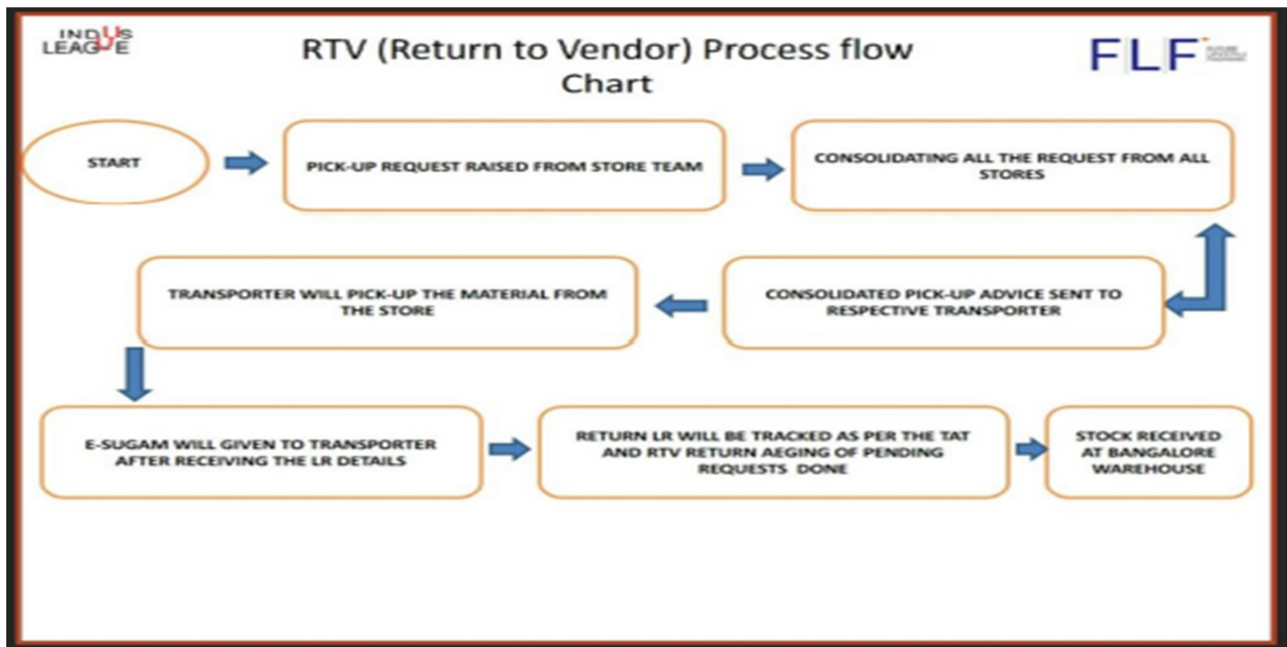 INDUS
LEAGUE
RTV (Return to Vendor) Process flow
Chart
FLF
START
PICK-UP REQUEST RAISED FROM STORE TEAM
CONSOLIDATING ALL THE REQUEST FROM ALL
STORES
TRANSPORTER WILL PICK-UP THE MATERIAL FROM
THE STORE
CONSOLIDATED PICK-UP ADVICE SENT TO
RESPECTIVE TRANSPORTER
E-SUGAM WILL GIVEN TO TRANSPORTER
AFTER RECEIVING THE LR DETAILS
RETURN LR WILL BE TRACKED AS PER THE TAT
AND RTV RETURN AEGING OF PENDING
REQUESTS DONE
STOCK RECEIVED
AT BANGALORE
WAREHOUSE